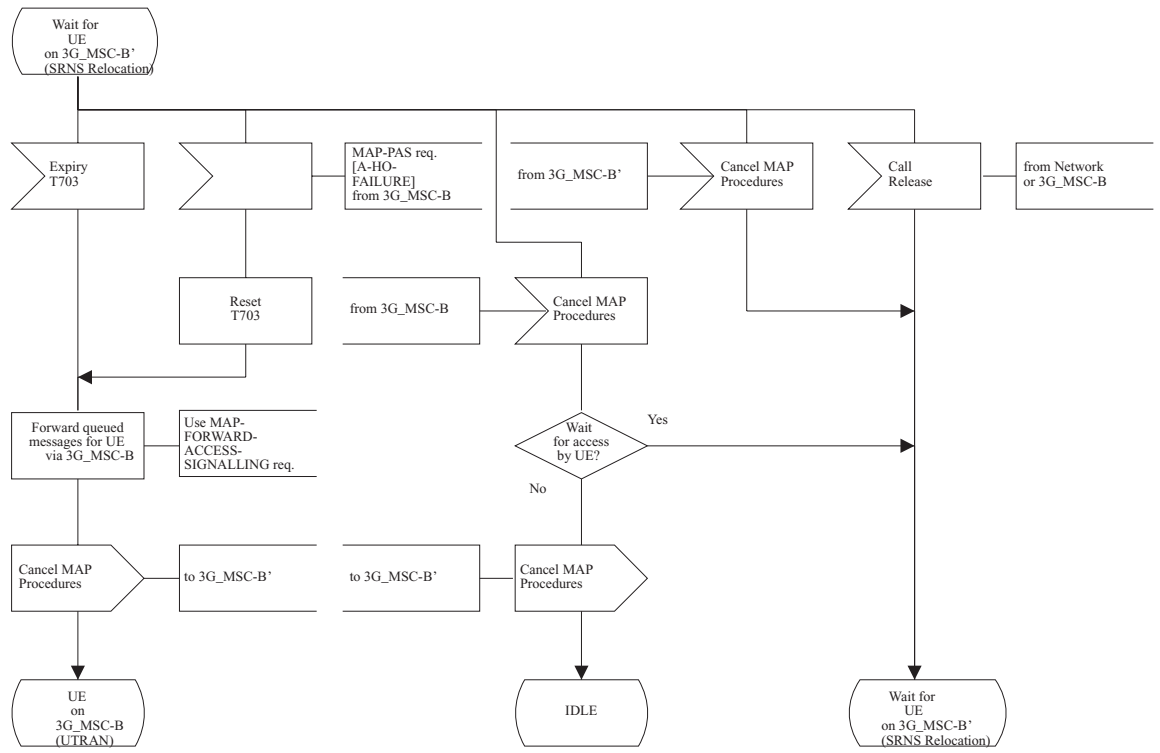 Wait for
UE
on 3G_MSC-B’
(SRNS Relocation)
Expiry
T703
MAP-PAS req.
[A-HO-
FAILURE]
from 3G_MSC-B
from 3G_MSC-B’
Cancel MAP
Procedures
Call
Release
from Network
or 3G_MSC-B
Reset
T703
from 3G_MSC-B
Cancel MAP
Procedures
Forward queued
messages for UE
via 3G_MSC-B
Use MAP-
FORWARD-
ACCESS-
SIGNALLING req.
Wait
for access
by UE?
Yes
No
Cancel MAP
Procedures
to 3G_MSC-B’
to 3G_MSC-B’
Cancel MAP
Procedures
UE
on
3G_MSC-B
(UTRAN)
IDLE
Wait for
UE
on 3G_MSC-B’
(SRNS Relocation)